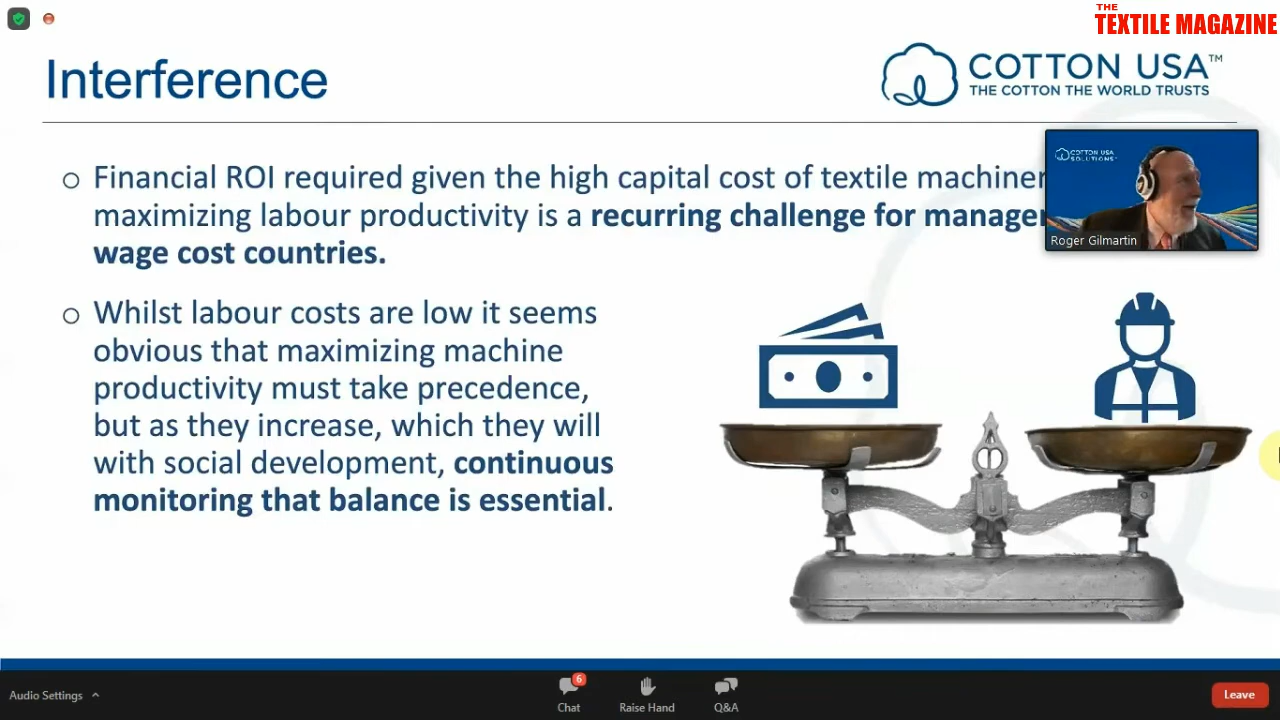 THE
TEXTILE MAGAZINE
Interference
COTTON USA™
THE COTTON THE WORLD TRUSTS
Financial ROI required given the high capital cost of textile
maximizing labour productivity is a recurring challenge for
wage cost countries.
COTTON USA
SOLUTIONS
Roger Gilmartin
Whilst labour costs are low it seems
obvious that maximizing machine
productivity must take precedence,
but as they increase, which they will
with social development, continuous
monitoring that balance is essential.
Audio Settings
6
Chat
Raise Hand
Q&A
Leave